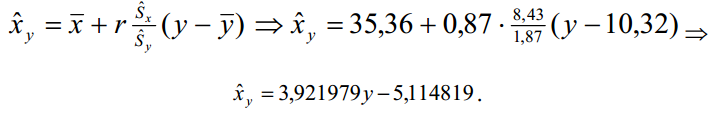 x̂_y = x̄ + r Ŝ_x/Ŝ_y (y − ȳ) ⇒ x̂_y = 35,36 + 0,87 · 8,43/1,87 (y − 10,32) ⇒
x̂_y = 3,921979y − 5,114819.